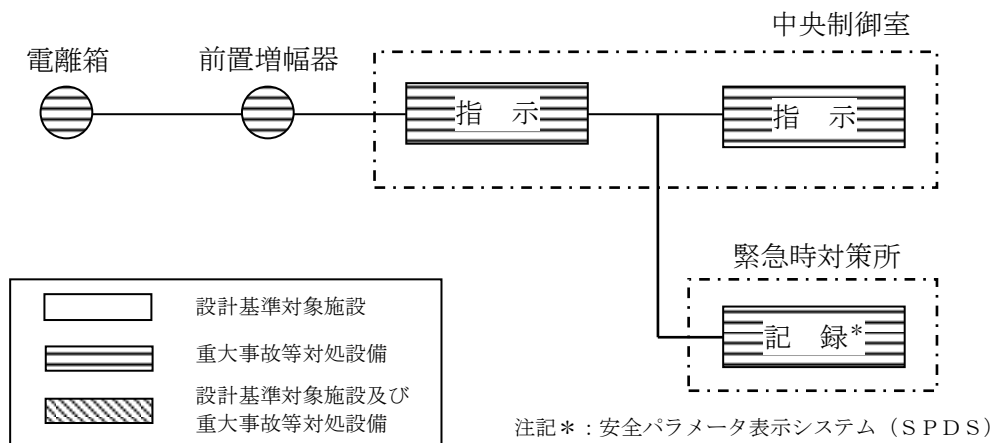 中央制御室
電離箱
前置増幅器
指　示
指　示
緊急時対策所
記　録*
設計基準対象施設
重大事故等対処設備
設計基準対象施設及び
重大事故等対処設備
注記＊：安全パラメータ表示システム（ＳＰＤＳ）